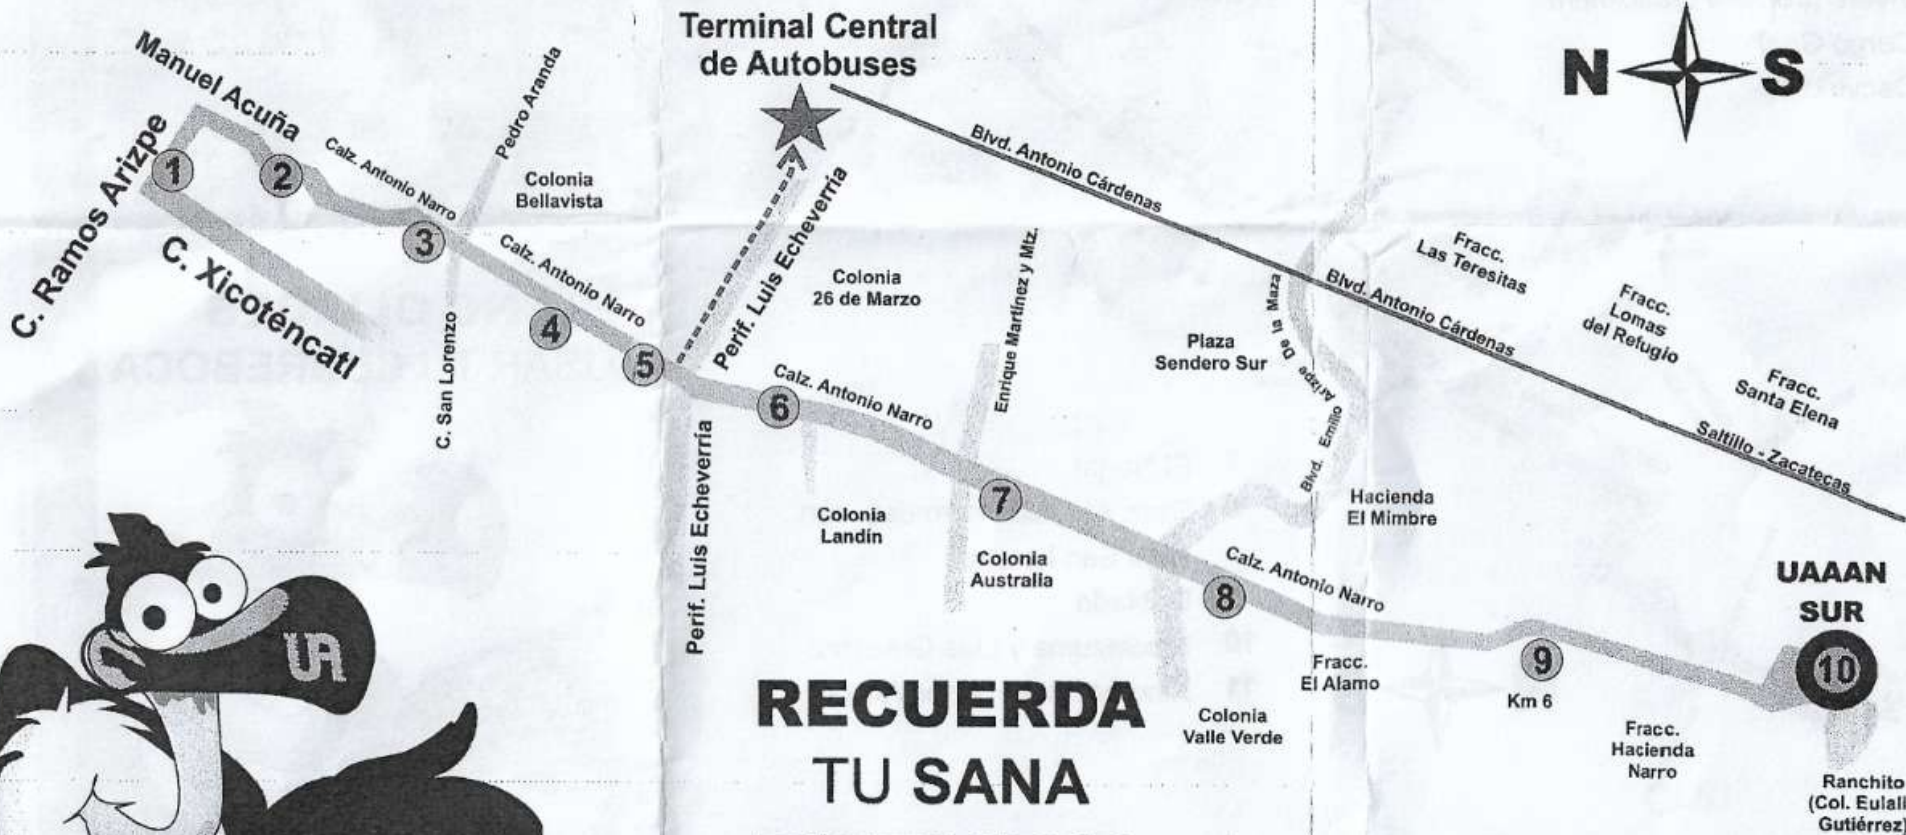 Terminal Central
de Autobuses
N S
Manuel Acuña
C. Ramos Arizpe
C. Xicoténcatl
Calz. Antonio Narro
Pedro Aranda
Colonia
Bellavista
C. San Lorenzo
Calz. Antonio Narro
Perif. Luis Echeverría
Perif. Luis Echeverría
Blvd. Antonio Cárdenas
Colonia
26 de Marzo
Enrique Martínez y Mtz.
Calz. Antonio Narro
Plaza
Sendero Sur
Blvd. Emilio Arizpe De la Maza
Blvd. Antonio Cárdenas
Fracc.
Las Teresitas
Fracc.
Lomas
del Refugio
Fracc.
Santa Elena
Saltillo - Zacatecas
Colonia
Landín
Colonia
Australia
Hacienda
El Mimbre
Calz. Antonio Narro
UAAAN
SUR
1
2
3
4
5
6
7
8
9
10
Km 6
Fracc.
El Alamo
Colonia
Valle Verde
Fracc.
Hacienda
Narro
Ranchito
(Col. Eulali
Gutiérrez)
UA
RECUERDA
TU SANA